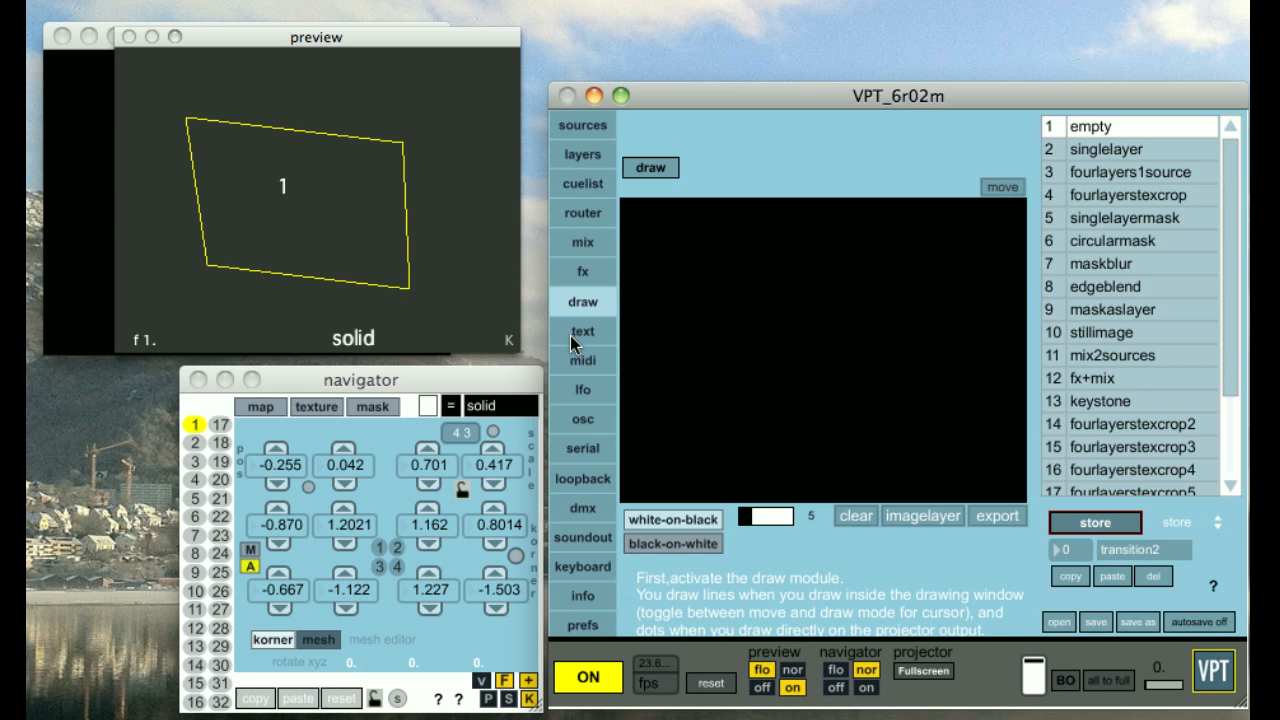 preview
1
f 1.
solid
K
VPT_6r02m
sources
layers
cuelist
router
mix
fx
draw
text
midi
lfo
osc
serial
loopback
dmx
soundout
keyboard
info
prefs
draw
move
white-on-black
black-on-white
5
clear
imagelayer
export
First,activate the draw module.
You draw lines when you draw inside the drawing window
(toggle between move and draw mode for cursor), and
dots when you draw directly on the projector output.
1 empty
2 singlelayer
3 fourlayers1source
4 fourlayerstexcrop
5 singlelayermask
6 circularmask
7 maskblur
8 edgeblend
9 maskaslayer
10 stillimage
11 mix2sources
12 fx+mix
13 keystone
14 fourlayerstexcrop2
15 fourlayerstexcrop3
16 fourlayerstexcrop4
17 fourlayerstexcrop5
store
store
0 transition2
copy paste del
?
open save save as autosave off
navigator
map texture mask = solid
1 17
2 18
3 19
4 20
5 21
6 22
7 23
8 24
9 25
10 26
11 27
12 28
13 29
14 30
15 31
16 32
4 3
pos
scale
-0.255 0.042 0.701 0.417
-0.870 1.2021 1.162 0.8014
M
A
1 2
3 4
korner
-0.667 -1.122 1.227 -1.503
korner mesh mesh editor
rotate xyz 0. 0. 0.
copy paste reset s ? ?
V F +
P S K
ON
23.8...
fps
reset
preview
flo nor
off on
navigator
flo nor
off on
projector
Fullscreen
BO all to full
0.
VPT